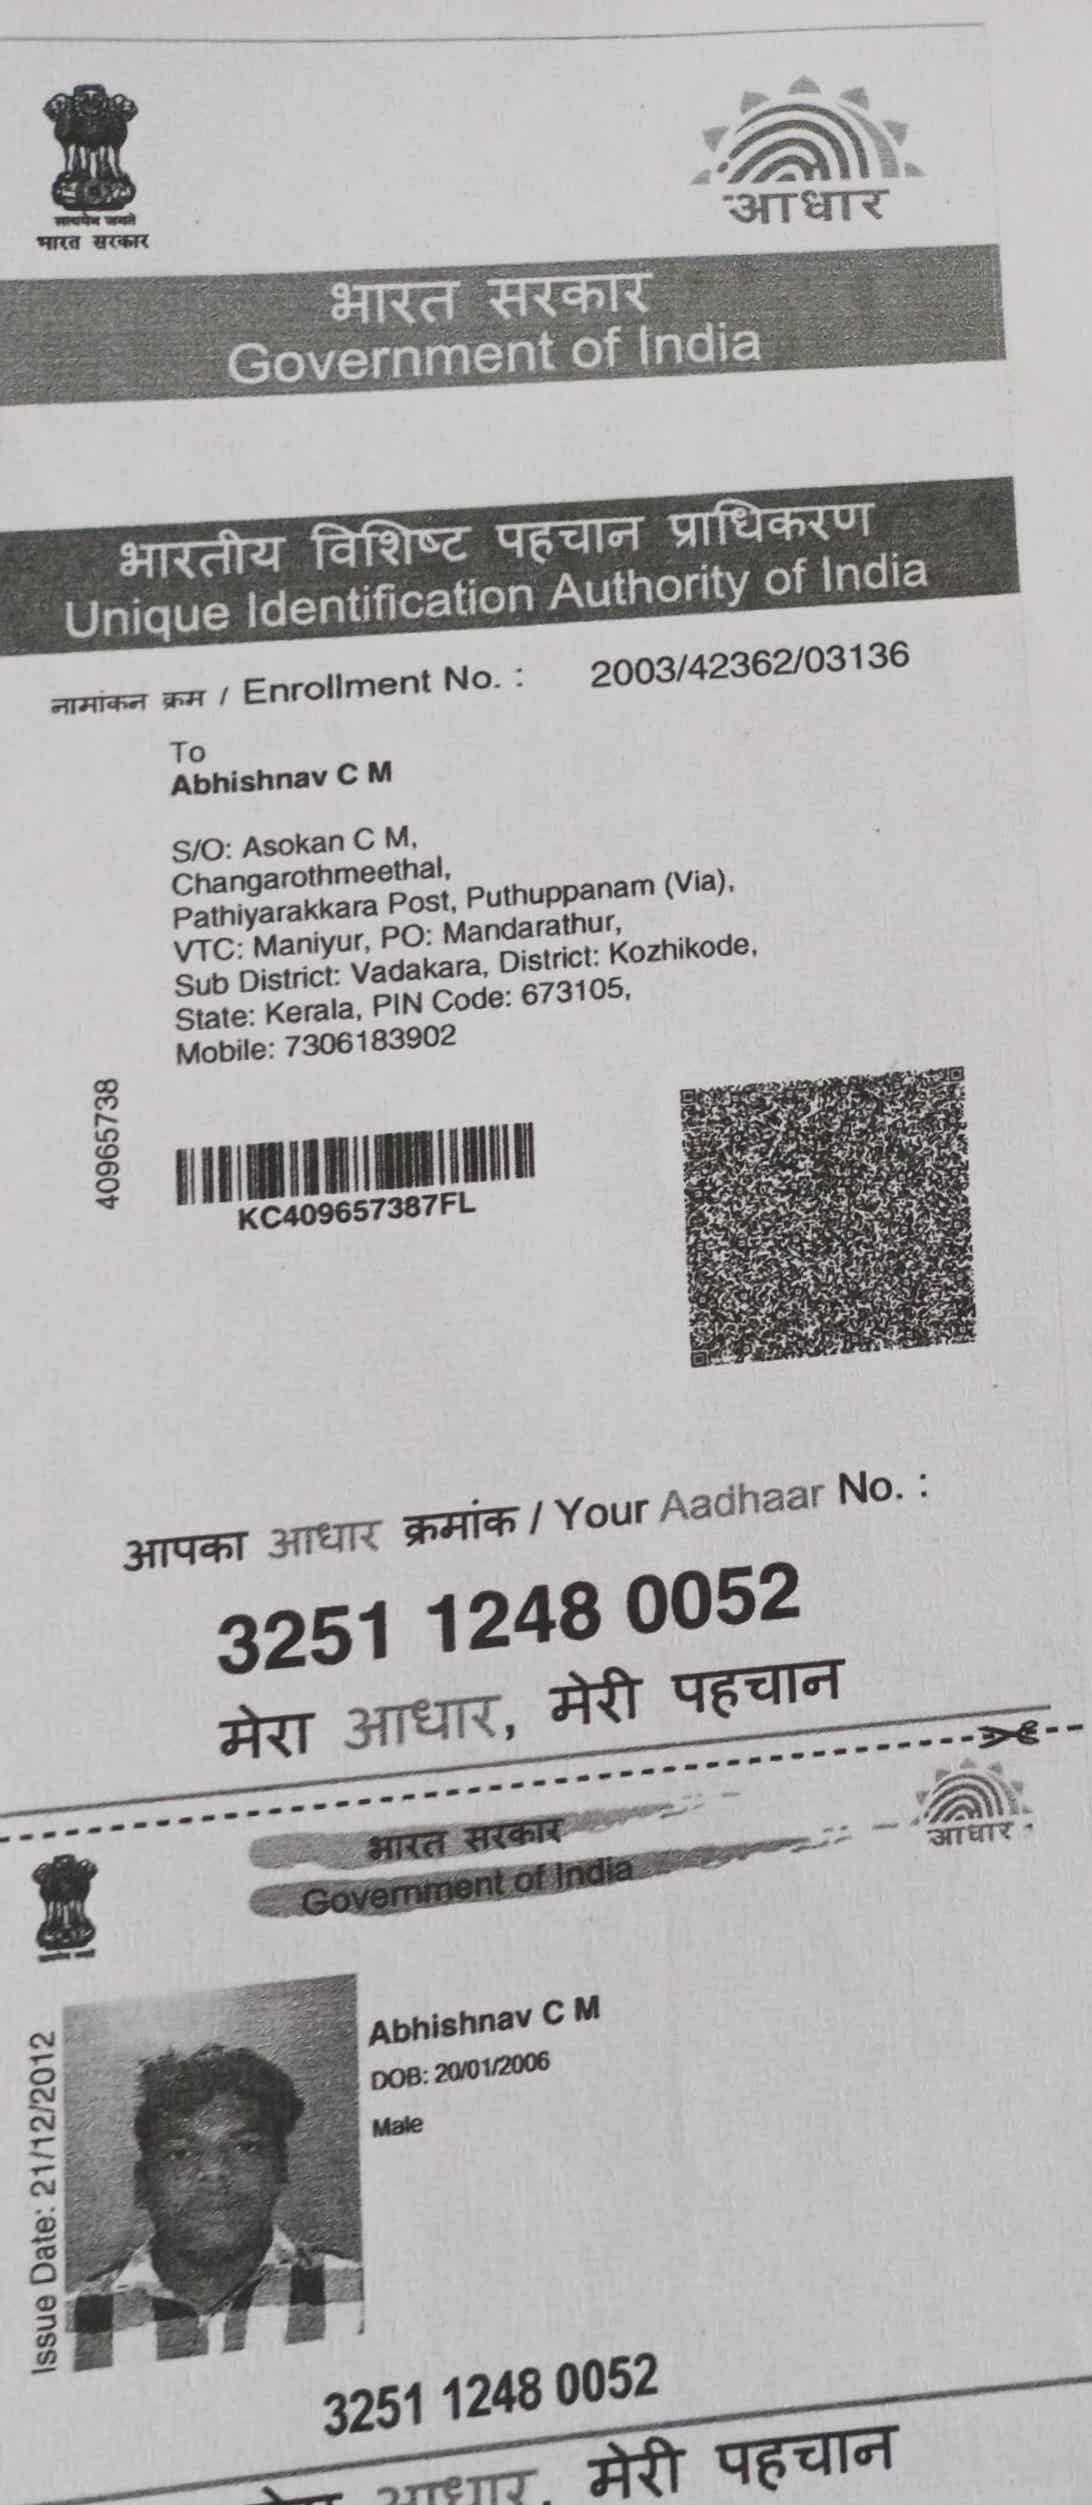 सत्यमेव जयते
भारत सरकार
आधार
भारत सरकार
Government of India
भारतीय विशिष्ट पहचान प्राधिकरण
Unique Identification Authority of India
नामांकन क्रम / Enrollment No. : 2003/42362/03136
To
Abhishnav C M
S/O: Asokan C M,
Changarothmeethal,
Pathiyarakkara Post, Puthuppanam (Via),
VTC: Maniyur, PO: Mandarathur,
Sub District: Vadakara, District: Kozhikode,
State: Kerala, PIN Code: 673105,
Mobile: 7306183902
40965738
KC409657387FL
आपका आधार क्रमांक / Your Aadhaar No. :
3251 1248 0052
मेरा आधार, मेरी पहचान
भारत सरकार
Government of India
आधार
Issue Date: 21/12/2012
Abhishnav C M
DOB: 20/01/2006
Male
3251 1248 0052
आधार, मेरी पहचान